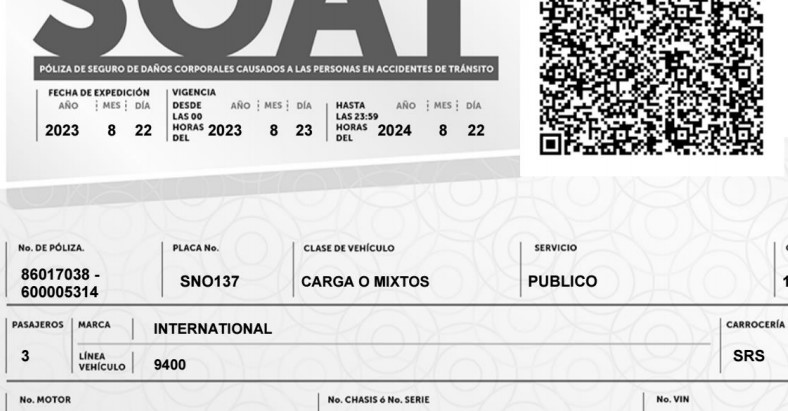 SOAT
PÓLIZA DE SEGURO DE DAÑOS CORPORALES CAUSADOS A LAS PERSONAS EN ACCIDENTES DE TRÁNSITO
FECHA DE EXPEDICIÓN
AÑO MES DÍA
2023 8 22
VIGENCIA
DESDE LAS 00 HORAS DEL
AÑO MES DÍA
2023 8 23
HASTA LAS 23:59 HORAS DEL
AÑO MES DÍA
2024 8 22
No. DE PÓLIZA.
86017038 -
600005314
PLACA No.
SNO137
CLASE DE VEHÍCULO
CARGA O MIXTOS
SERVICIO
PUBLICO
PASAJEROS
3
MARCA
INTERNATIONAL
LÍNEA
VEHÍCULO
9400
CARROCERÍA
SRS
No. MOTOR
No. CHASIS ó No. SERIE
No. VIN